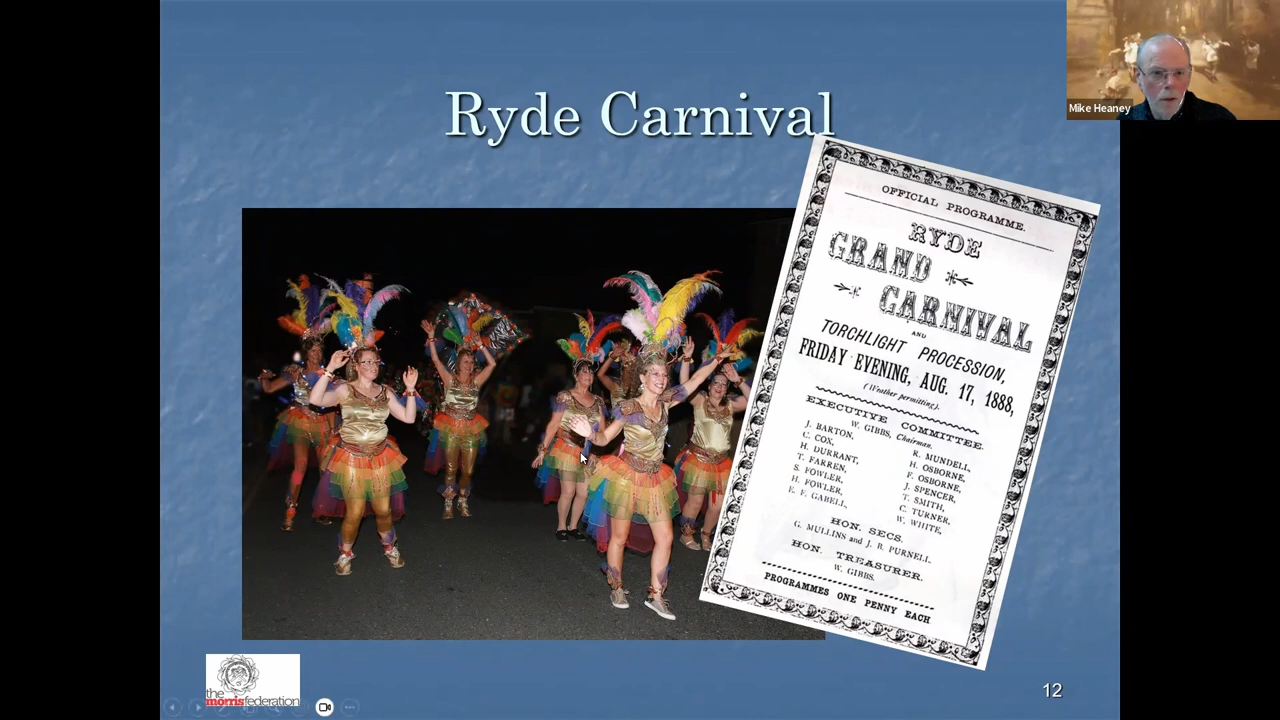 Ryde Carnival
Mike Heaney
OFFICIAL PROGRAMME.
RYDE
GRAND
CARNIVAL
AND
TORCHLIGHT PROCESSION,
FRIDAY EVENING, AUG. 17, 1888,
(Weather permitting).
EXECUTIVE COMMITTEE.
W. GIBBS, Chairman.
J. BARTON,
C. COX,
H. DURRANT,
T. FARREN,
S. FOWLER,
H. FOWLER,
E. F. GABELL,
R. MUNDELL,
H. OSBORNE,
F. OSBORNE,
J. SPENCER,
T. SMITH,
C. TURNER,
W. WHITE,
HON. SECS.
G. MULLINS and J. B. PURNELL.
HON. TREASURER.
W. GIBBS.
PROGRAMMES ONE PENNY EACH
the
morrisfederation
12